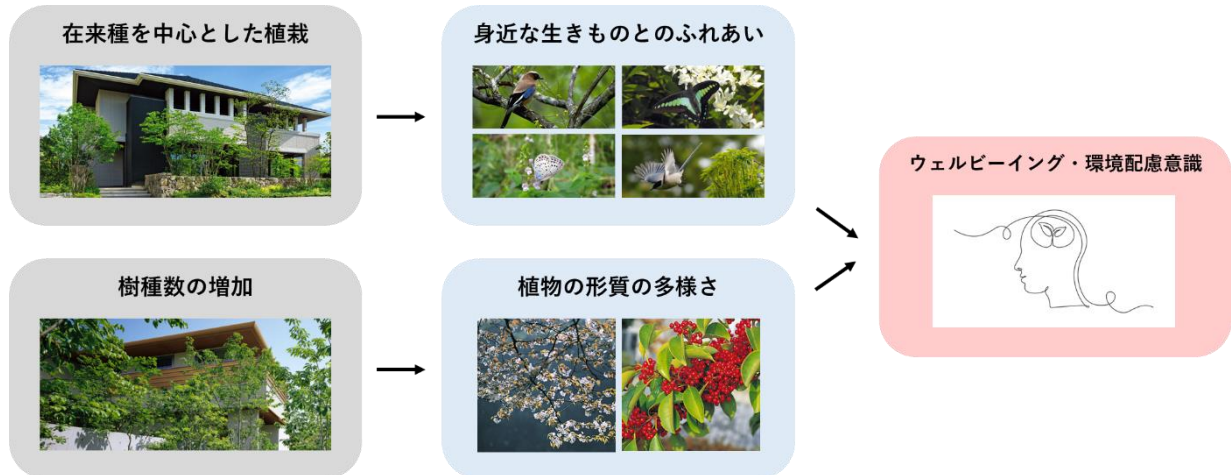 在来種を中心とした植栽
身近な生きものとのふれあい
樹種数の増加
植物の形質の多様さ
ウェルビーイング・環境配慮意識